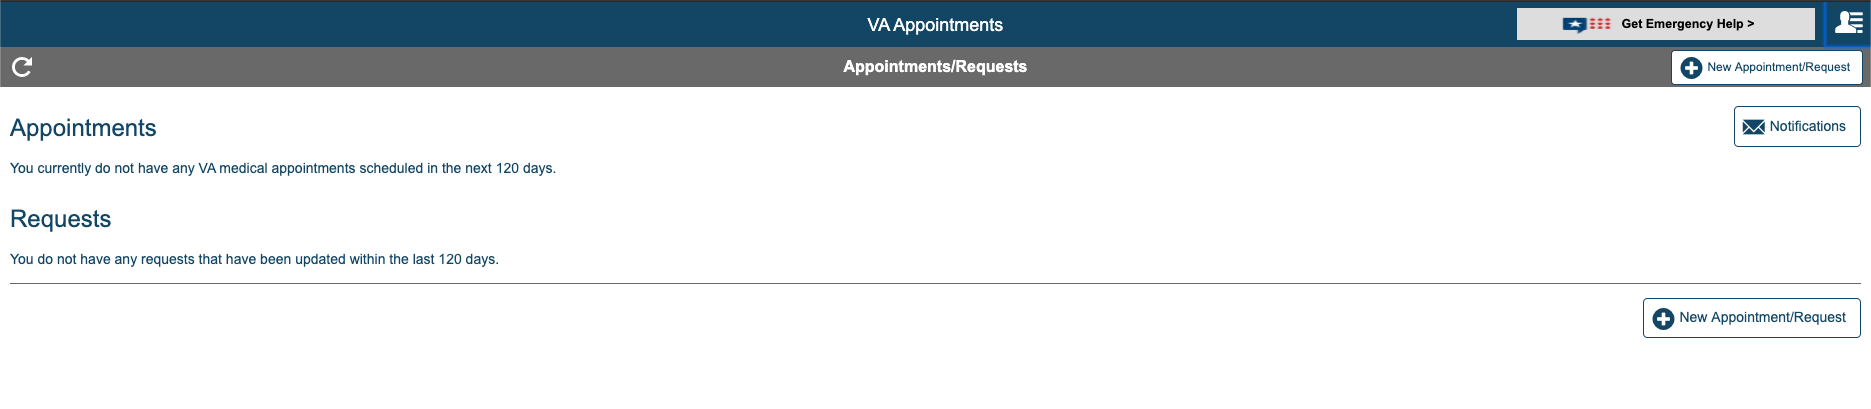 VA Appointments
Get Emergency Help >
Appointments/Requests
New Appointment/Request
Appointments
Notifications
You currently do not have any VA medical appointments scheduled in the next 120 days.
Requests
You do not have any requests that have been updated within the last 120 days.
New Appointment/Request